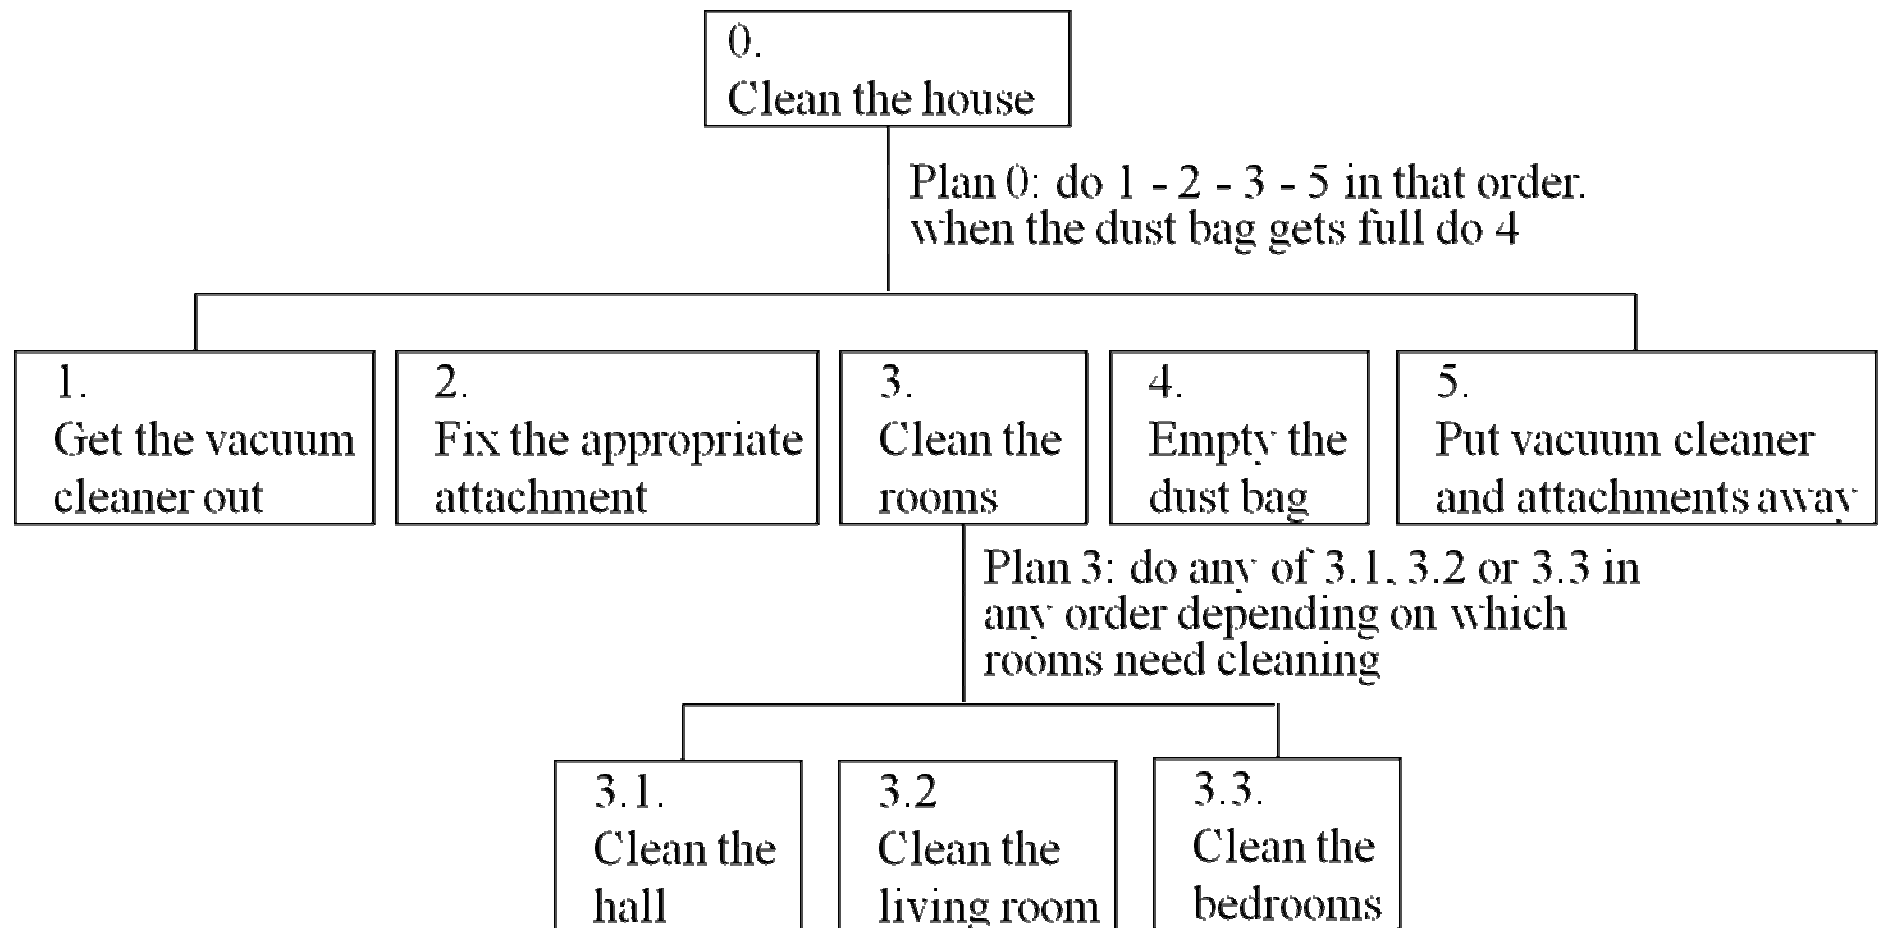 0.
Clean the house
Plan 0: do 1 - 2 - 3 - 5 in that order.
when the dust bag gets full do 4
1.
Get the vacuum
cleaner out
2.
Fix the appropriate
attachment
3.
Clean the
rooms
4.
Empty the
dust bag
5.
Put vacuum cleaner
and attachments away
Plan 3: do any of 3.1, 3.2 or 3.3 in
any order depending on which
rooms need cleaning
3.1.
Clean the
hall
3.2
Clean the
living room
3.3.
Clean the
bedrooms